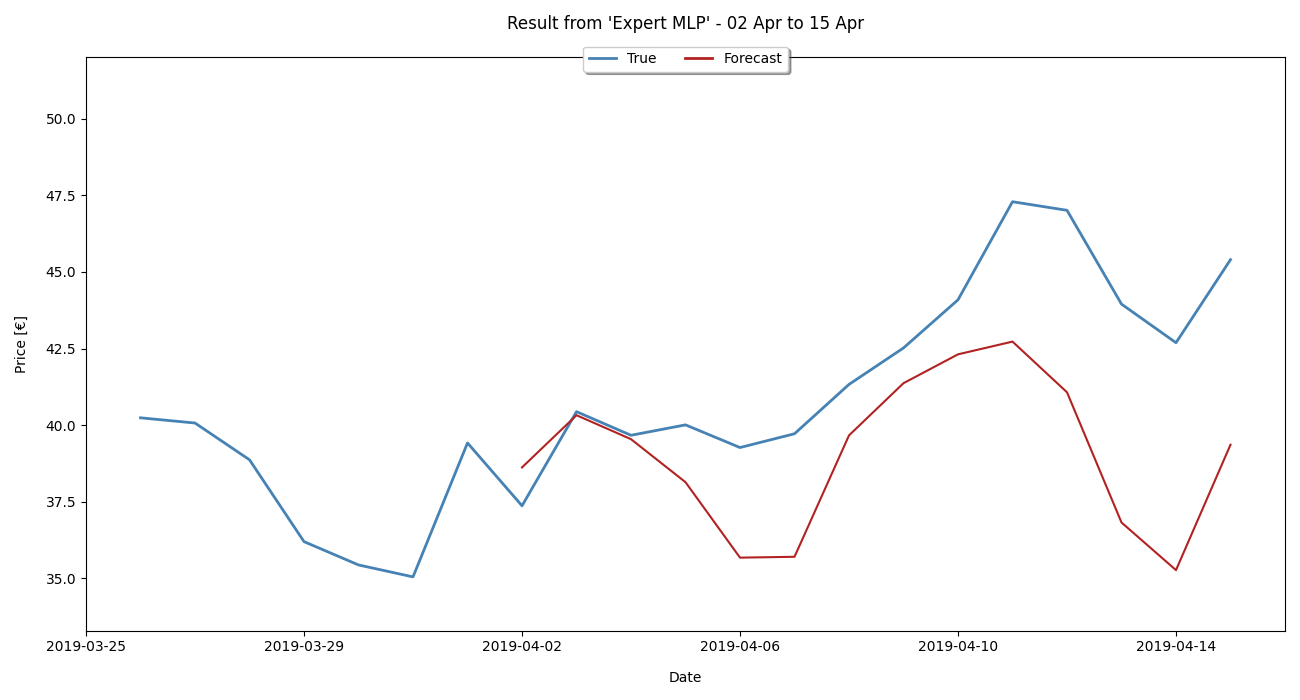 Result from 'Expert MLP' - 02 Apr to 15 Apr
True Forecast
50.0
47.5
45.0
42.5
40.0
37.5
35.0
Price [€]
2019-03-25 2019-03-29 2019-04-02 2019-04-06 2019-04-10 2019-04-14
Date